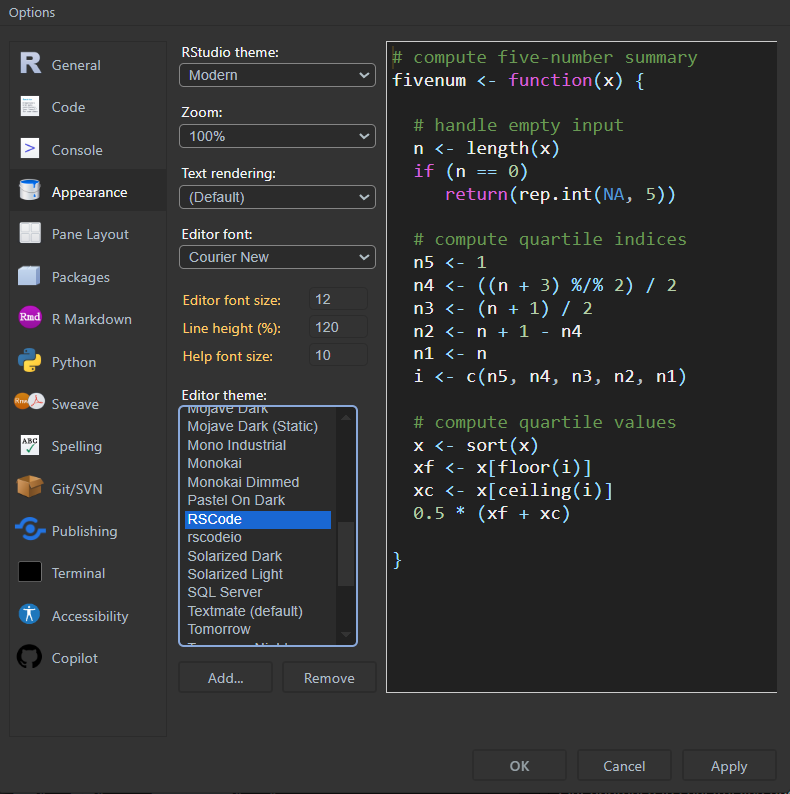 Options
General
Code
Console
Appearance
Pane Layout
Packages
Rmd
R Markdown
Python
Rnw
Sweave
ABC
Spelling
Git/SVN
Publishing
Terminal
Accessibility
Copilot
RStudio theme:
Modern
Zoom:
100%
Text rendering:
(Default)
Editor font:
Courier New
Editor font size: 12
Line height (%): 120
Help font size: 10
Editor theme:
Mojave Dark
Mojave Dark (Static)
Mono Industrial
Monokai
Monokai Dimmed
Pastel On Dark
RSCode
rscodeio
Solarized Dark
Solarized Light
SQL Server
Textmate (default)
Tomorrow
Add...
Remove
# compute five-number summary
fivenum <- function(x) {
# handle empty input
n <- length(x)
if (n == 0)
return(rep.int(NA, 5))
# compute quartile indices
n5 <- 1
n4 <- ((n + 3) %/% 2) / 2
n3 <- (n + 1) / 2
n2 <- n + 1 - n4
n1 <- n
i <- c(n5, n4, n3, n2, n1)
# compute quartile values
x <- sort(x)
xf <- x[floor(i)]
xc <- x[ceiling(i)]
0.5 * (xf + xc)
}
OK
Cancel
Apply